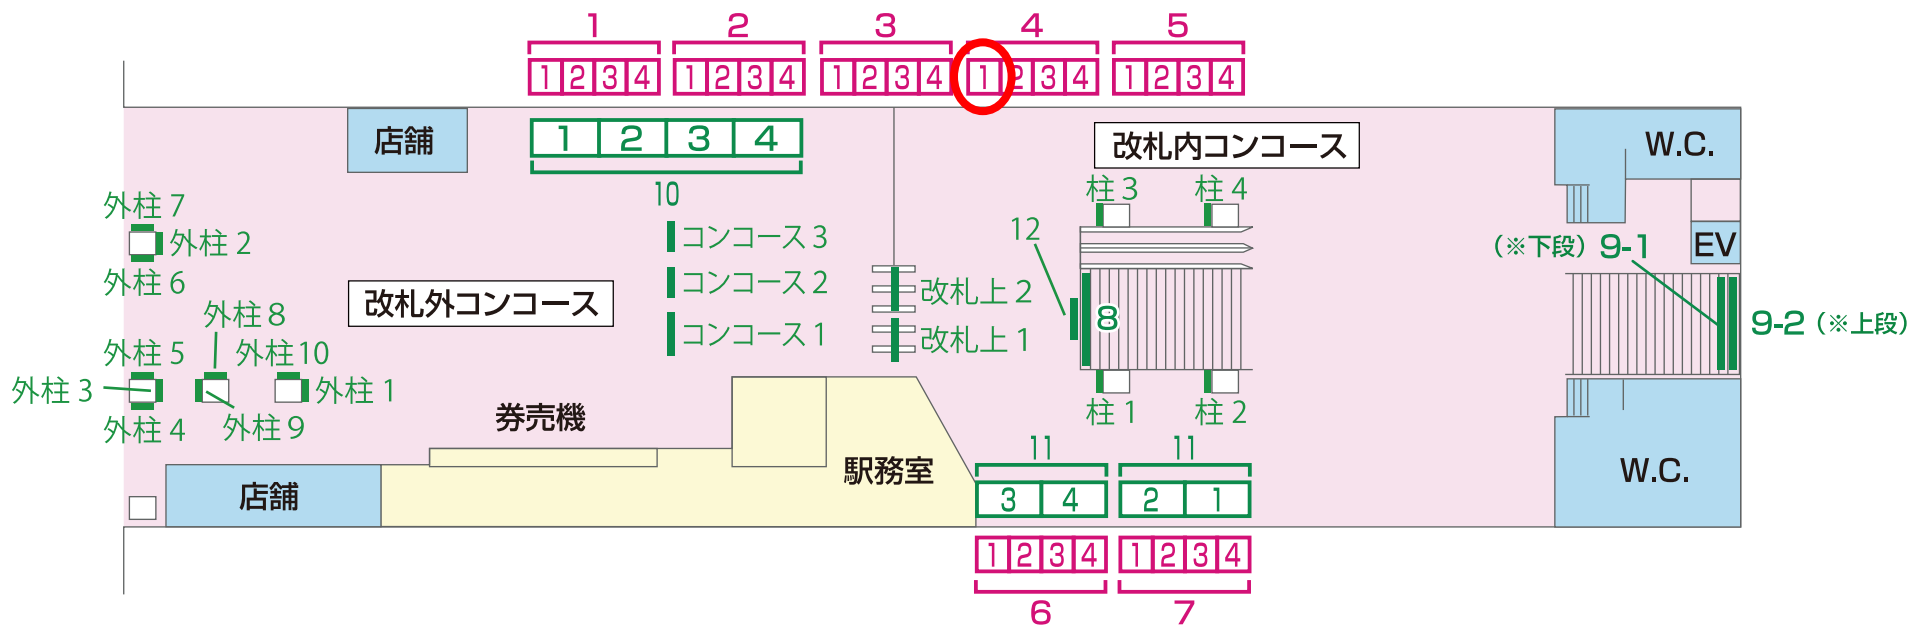 1 2 3 4 5
1 2 3 4 1 2 3 4 1 2 3 4 1 2 3 4 1 2 3 4
店舗
1 2 3 4
10
改札内コンコース
W.C.
柱 3
柱 4
外柱 7
外柱 2
外柱 6
コンコース 3
コンコース 2
コンコース 1
12
(※下段) 9-1
EV
改札外コンコース
改札上 2
改札上 1
8
9-2 (※上段)
外柱 8
外柱 5
外柱 10
外柱 3
外柱 1
外柱 4
外柱 9
券売機
柱 1
柱 2
駅務室
11 11
3 4 2 1
店舗
W.C.
1 2 3 4 1 2 3 4
6 7